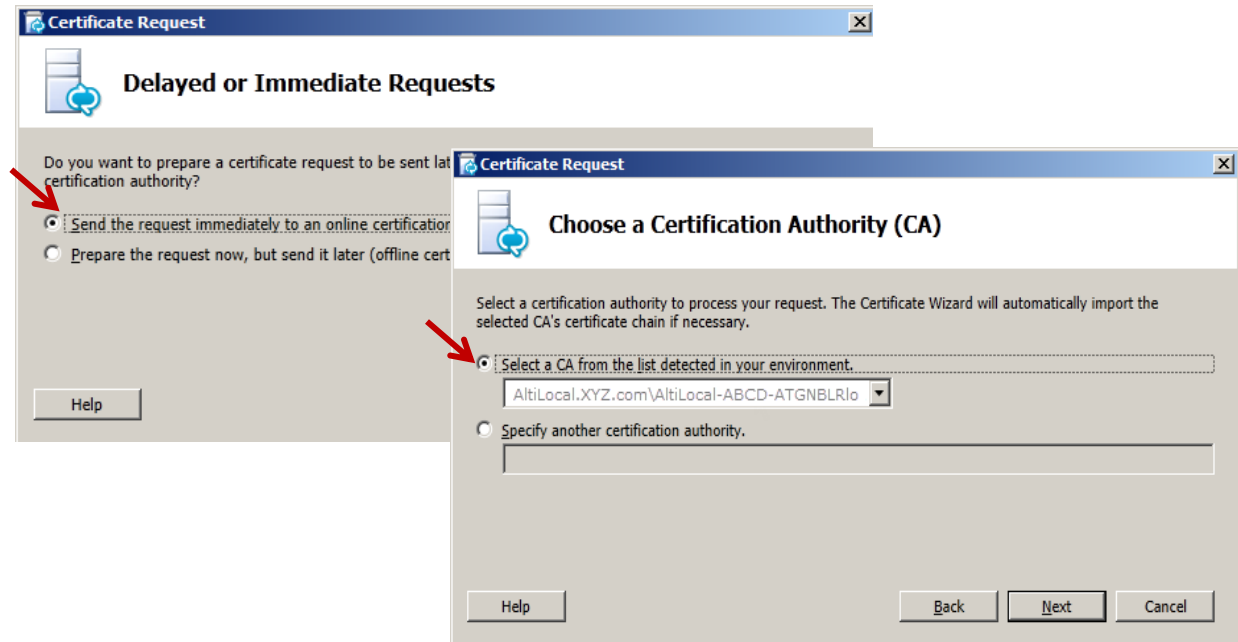 Certificate Request
Delayed or Immediate Requests
Do you want to prepare a certificate request to be sent lat
certification authority?
Send the request immediately to an online certification
Prepare the request now, but send it later (offline cert
Help
Certificate Request
Choose a Certification Authority (CA)
Select a certification authority to process your request. The Certificate Wizard will automatically import the
selected CA's certificate chain if necessary.
Select a CA from the list detected in your environment.
AltiLocal.XYZ.com\AltiLocal-ABCD-ATGNBLRlo
Specify another certification authority.
Help
Back
Next
Cancel